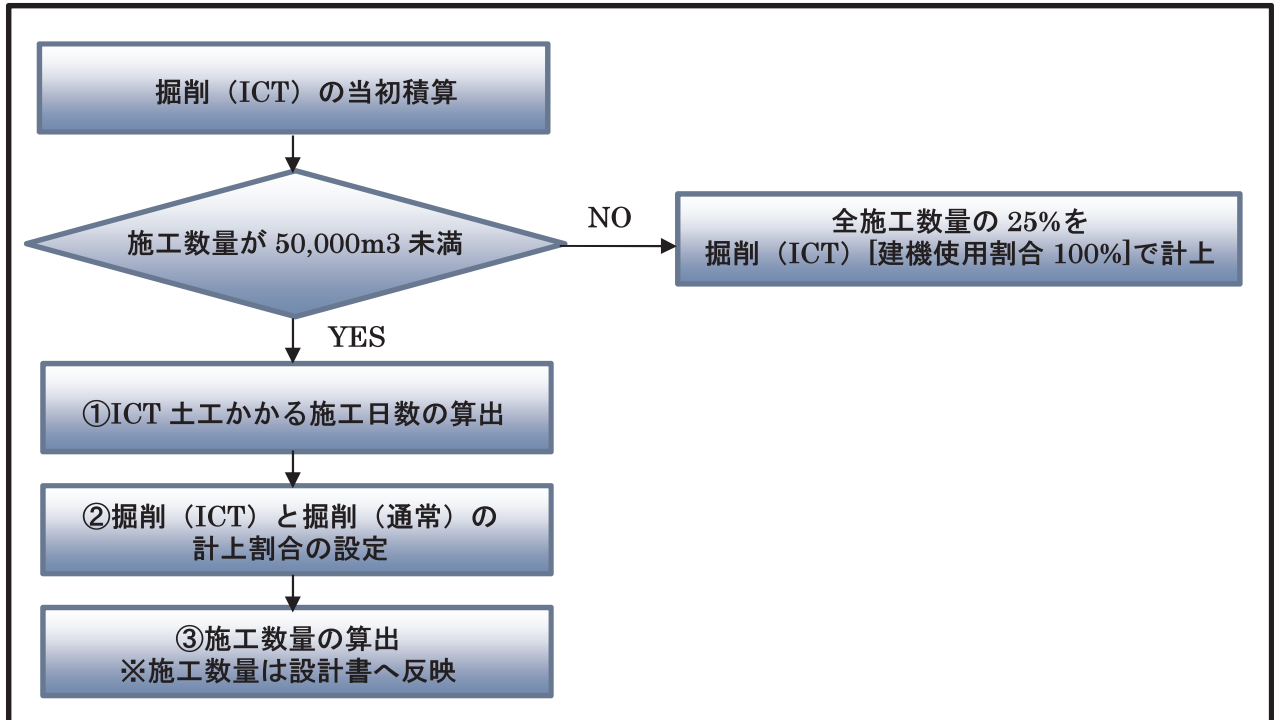 掘削（ICT）の当初積算
施工数量が 50,000m3 未満
NO
全施工数量の 25%を
掘削（ICT）[建機使用割合 100%]で計上
YES
①ICT 土工かかる施工日数の算出
②掘削（ICT）と掘削（通常）の
計上割合の設定
③施工数量の算出
※施工数量は設計書へ反映